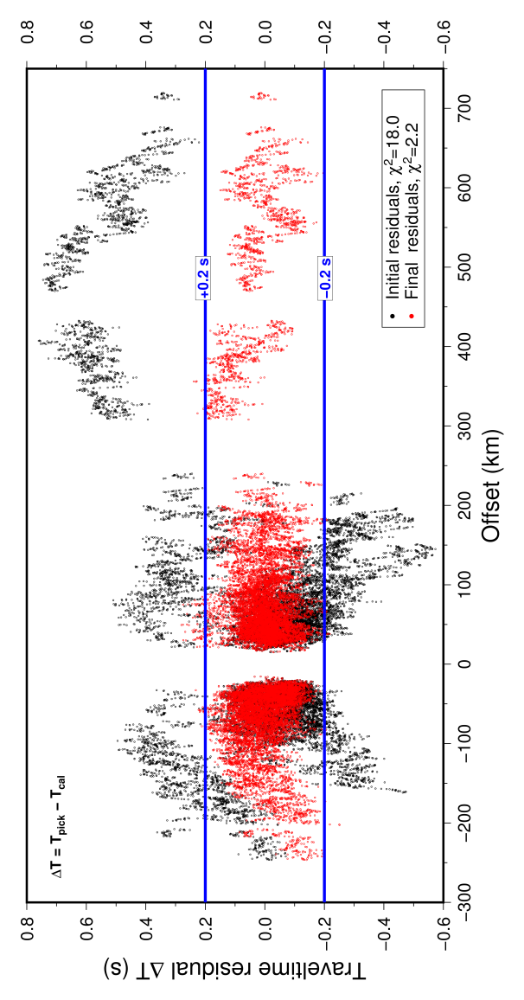 Traveltime residual ΔT (s)
0.8
0.6
0.4
0.2
0.0
−0.2
−0.4
−0.6
ΔT = Tpick − Tcal
+0.2 s
−0.2 s
Initial residuals, χ²=18.0
Final residuals, χ²=2.2
0.8
0.6
0.4
0.2
0.0
−0.2
−0.4
−0.6
−300 −200 −100 0 100 200 300 400 500 600 700
Offset (km)